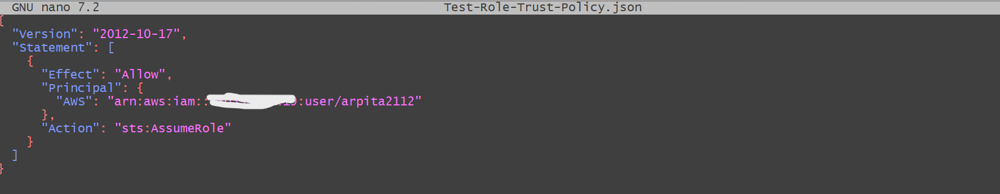 GNU nano 7.2 Test-Role-Trust-Policy.json
{
"Version": "2012-10-17",
"Statement": [
{
"Effect": "Allow",
"Principal": {
"AWS": "arn:aws:iam:: :user/arpita2112"
},
"Action": "sts:AssumeRole"
}
]
}